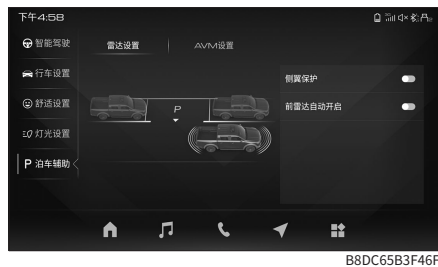 下午4:58
智能驾驶
雷达设置
AVM设置
行车设置
侧翼保护
舒适设置
前雷达自动开启
P
灯光设置
P 泊车辅助
B8DC65B3F46F